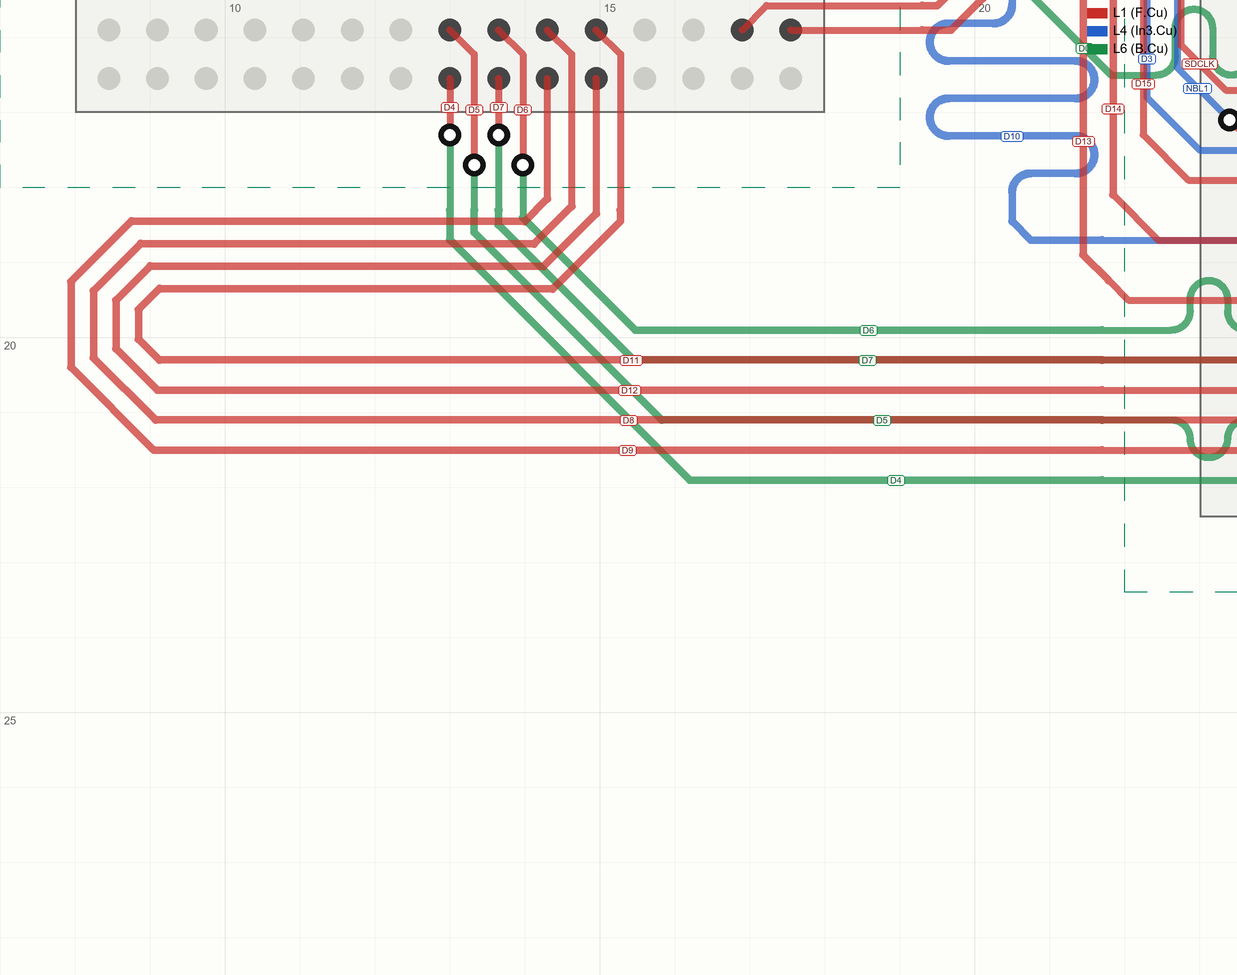 10
15
20
L1 (F.Cu)
L4 (In3.Cu)
L6 (B.Cu)
D3
SDCLK
D15
NBL1
D4
D5
D7
D6
D14
D10
D13
D6
20
D11
D7
D12
D8
D5
D9
D4
25